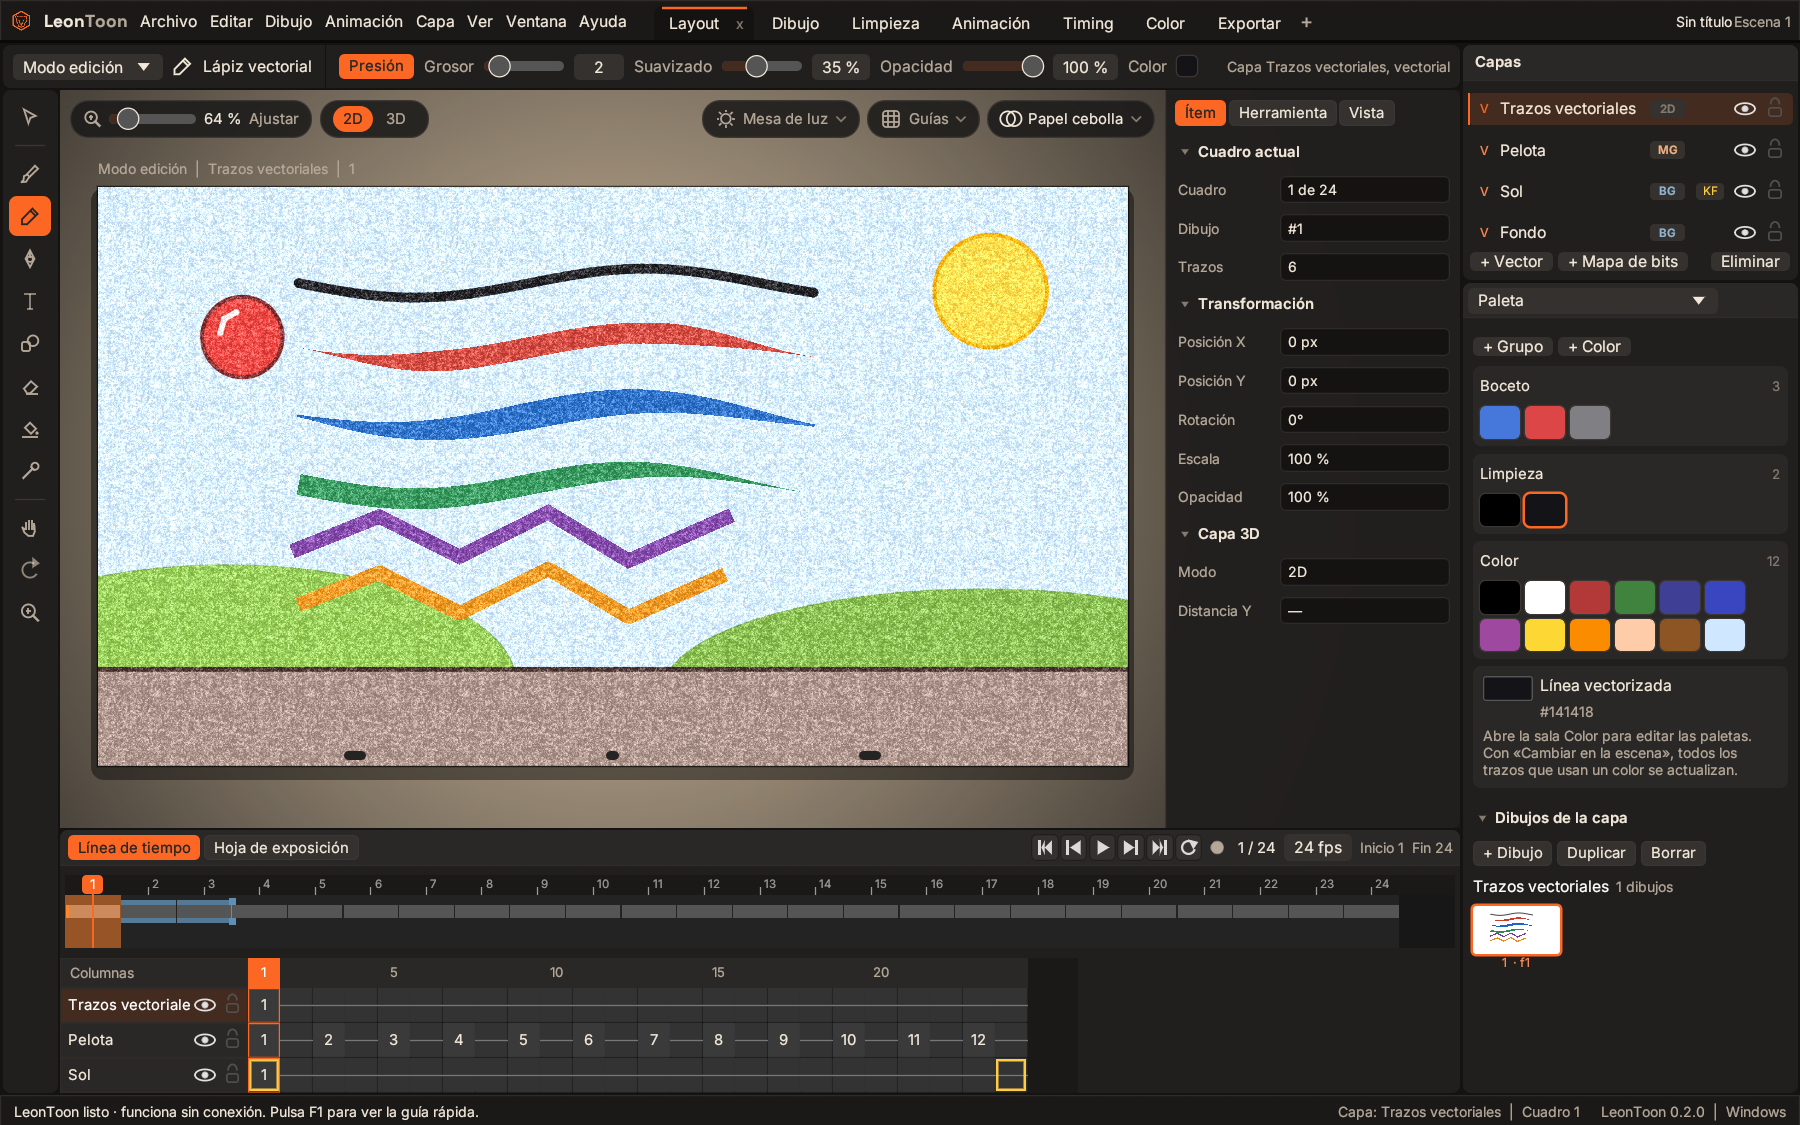 LeonToon Archivo Editar Dibujo Animación Capa Ver Ventana Ayuda Layout x Dibujo Limpieza Animación Timing Color Exportar + Sin título Escena 1
Modo edición Lápiz vectorial Presión Grosor 2 Suavizado 35 % Opacidad 100 % Color Capa Trazos vectoriales, vectorial
64 % Ajustar 2D 3D Mesa de luz Guías Papel cebolla
Modo edición | Trazos vectoriales | 1
Ítem Herramienta Vista
Cuadro actual
Cuadro 1 de 24
Dibujo #1
Trazos 6
Transformación
Posición X 0 px
Posición Y 0 px
Rotación 0°
Escala 100 %
Opacidad 100 %
Capa 3D
Modo 2D
Distancia Y —
Capas
V Trazos vectoriales 2D
V Pelota MG
V Sol BG KF
V Fondo BG
+ Vector + Mapa de bits Eliminar
Paleta
+ Grupo + Color
Boceto 3
Limpieza 2
Color 12
Línea vectorizada
#141418
Abre la sala Color para editar las paletas.
Con «Cambiar en la escena», todos los
trazos que usan un color se actualizan.
Dibujos de la capa
+ Dibujo Duplicar Borrar
Trazos vectoriales 1 dibujos
1 · f1
Línea de tiempo Hoja de exposición 1 / 24 24 fps Inicio 1 Fin 24
1 2 3 4 5 6 7 8 9 10 11 12 13 14 15 16 17 18 19 20 21 22 23 24
Columnas 1 5 10 15 20
Trazos vectoriale 1
Pelota 1 2 3 4 5 6 7 8 9 10 11 12
Sol 1
LeonToon listo · funciona sin conexión. Pulsa F1 para ver la guía rápida. Capa: Trazos vectoriales | Cuadro 1 LeonToon 0.2.0 | Windows